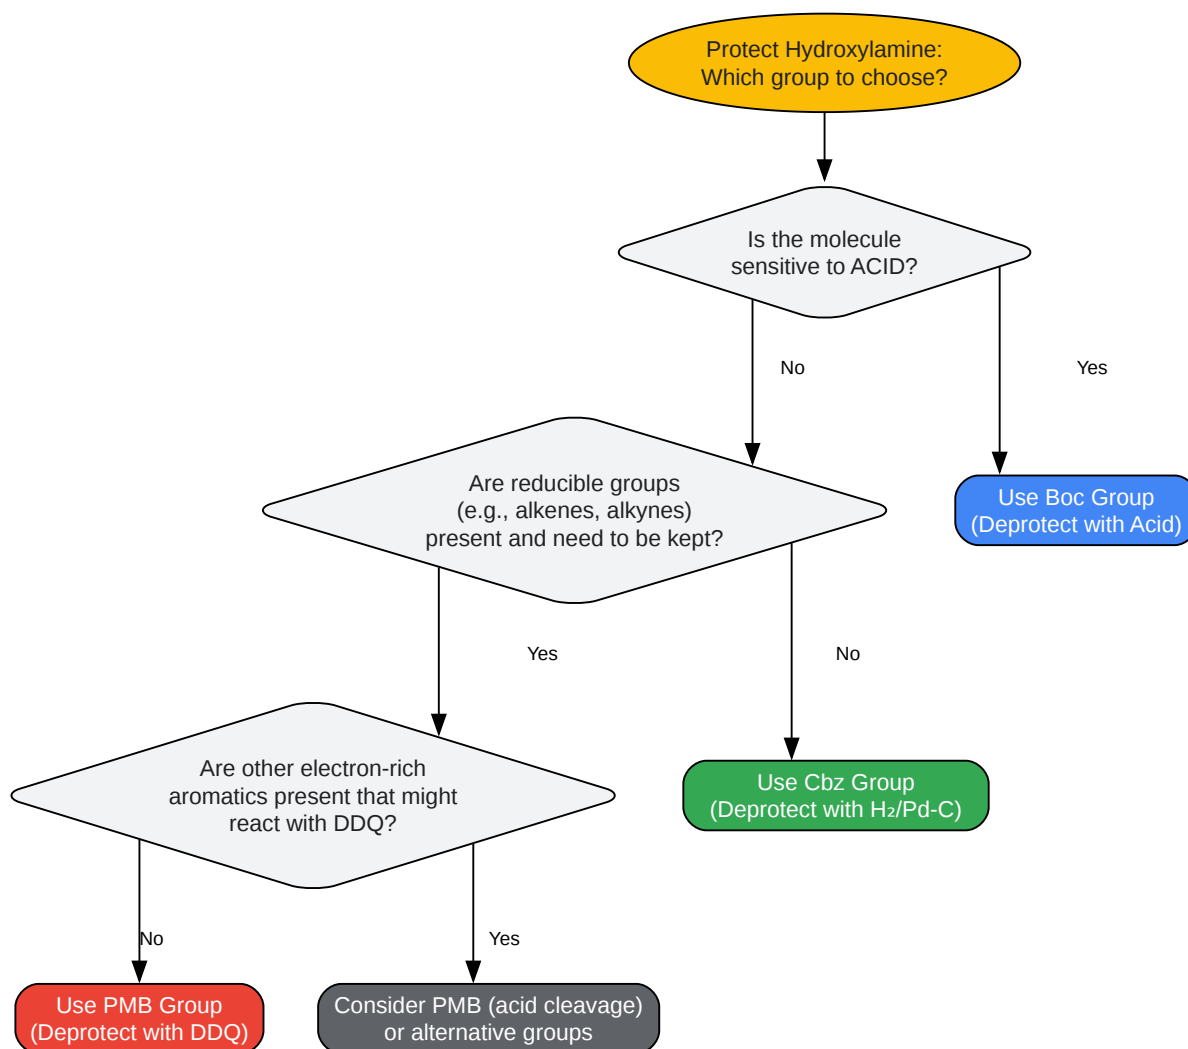 Protect Hydroxylamine:
Which group to choose?
Is the molecule
sensitive to ACID?
No
Yes
Are reducible groups
(e.g., alkenes, alkynes)
present and need to be kept?
Use Boc Group
(Deprotect with Acid)
Yes
No
Are other electron-rich
aromatics present that might
react with DDQ?
Use Cbz Group
(Deprotect with H₂/Pd-C)
No
Yes
Use PMB Group
(Deprotect with DDQ)
Consider PMB (acid cleavage)
or alternative groups